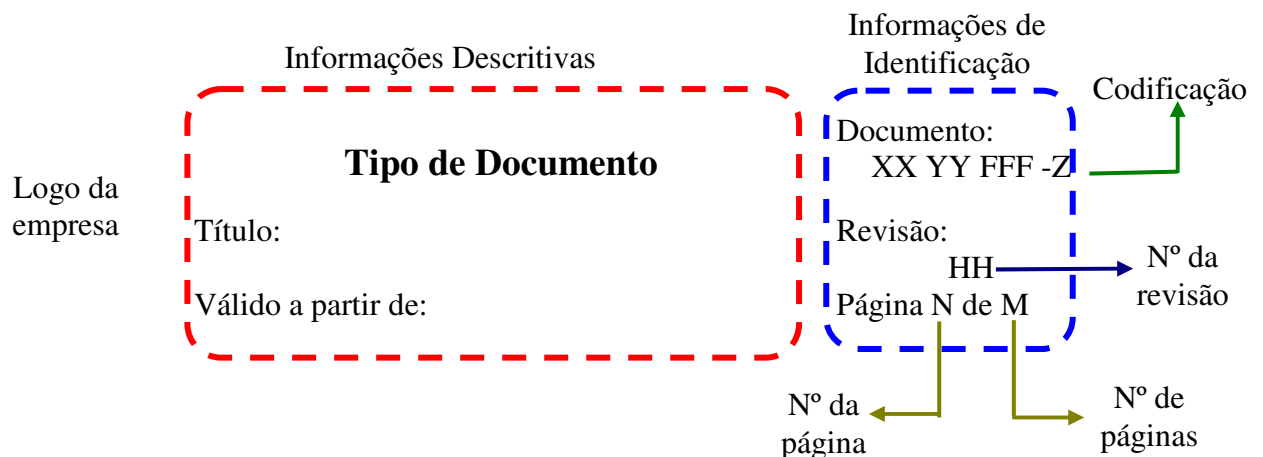 Informações Descritivas
Informações de
Identificação
Codificação
Logo da
empresa
Tipo de Documento
Título:
Válido a partir de:
Documento:
XX YY FFF -Z
Revisão:
HH
Página N de M
Nº da
revisão
Nº da
página
Nº de
páginas